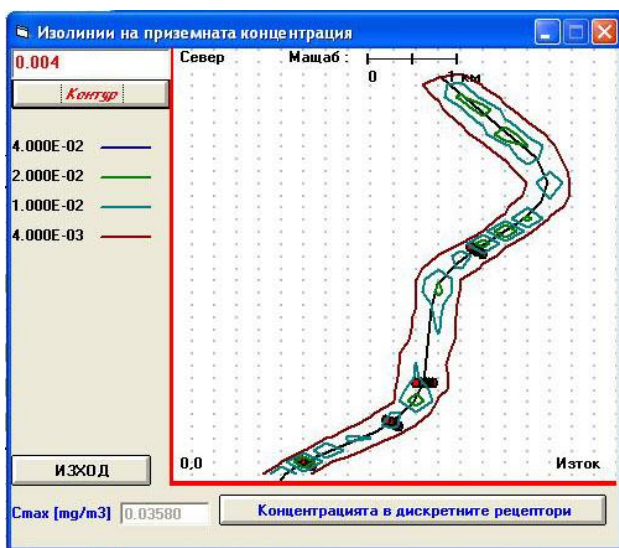 Изолинии на приземната концентрация
0.004
Контур
4.000E-02
2.000E-02
1.000E-02
4.000E-03
Север
Мащаб :
0
1 км
0,0
Изток
ИЗХОД
Cmax [mg/m3] 0.03580
Концентрацията в дискретните рецептори